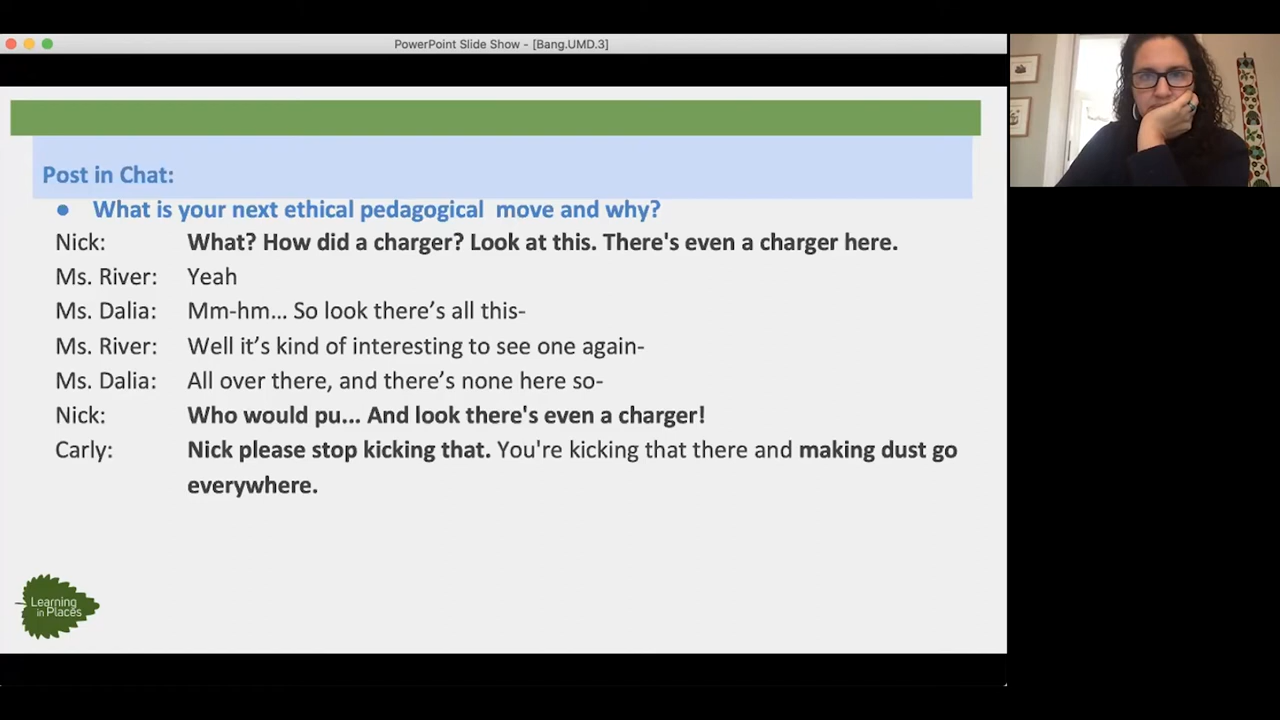 PowerPoint Slide Show - [Bang.UMD.3]
Post in Chat:
● What is your next ethical pedagogical move and why?
Nick: What? How did a charger? Look at this. There's even a charger here.
Ms. River: Yeah
Ms. Dalia: Mm-hm… So look there’s all this-
Ms. River: Well it’s kind of interesting to see one again-
Ms. Dalia: All over there, and there’s none here so-
Nick: Who would pu... And look there's even a charger!
Carly: Nick please stop kicking that. You're kicking that there and making dust go
everywhere.
Learning
in Places